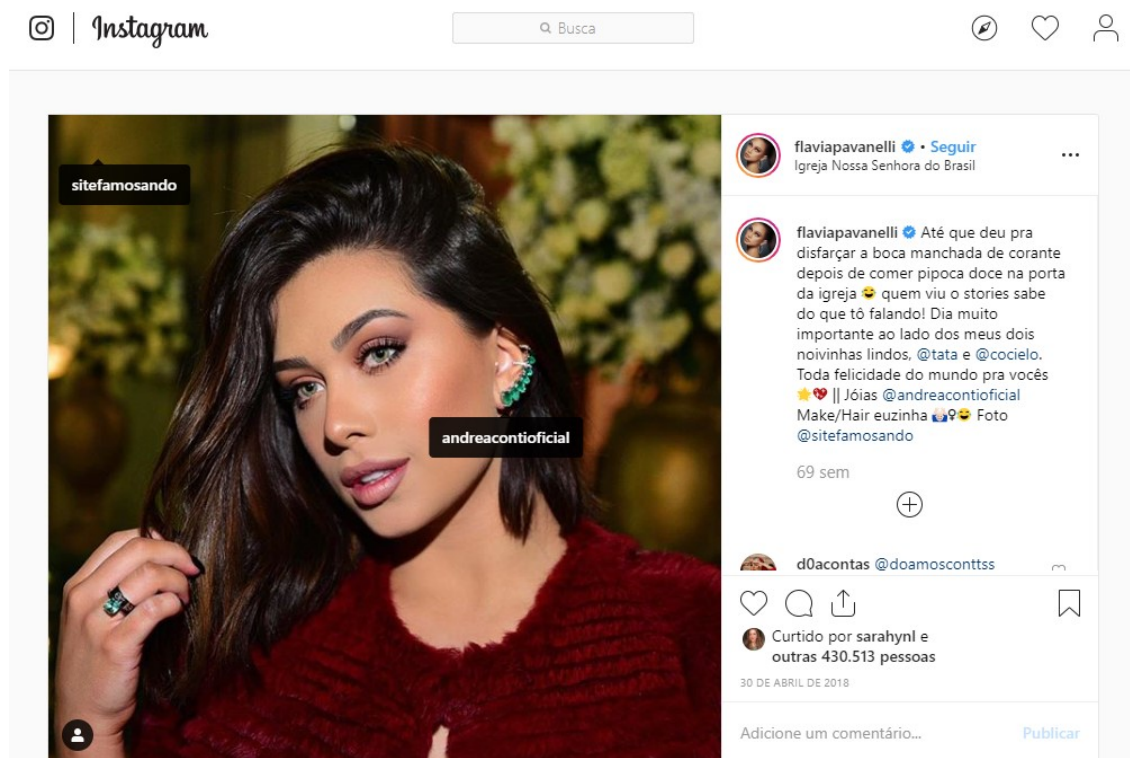 Instagram
Busca
sitefamosando
andreacontioficial
flaviapavanelli • Seguir
Igreja Nossa Senhora do Brasil
flaviapavanelli Até que deu pra
disfarçar a boca manchada de corante
depois de comer pipoca doce na porta
da igreja 😂 quem viu o stories sabe
do que tô falando! Dia muito
importante ao lado dos meus dois
noivinhas lindos, @tata e @cocielo.
Toda felicidade do mundo pra vocês
⭐💖 || Jóias @andreacontioficial
Make/Hair euzinha 🤷🏻♀😂 Foto
@sitefamosando
69 sem
d0acontas @doamosconttss
Curtido por sarahynl e
outras 430.513 pessoas
30 DE ABRIL DE 2018
Adicione um comentário... Publicar